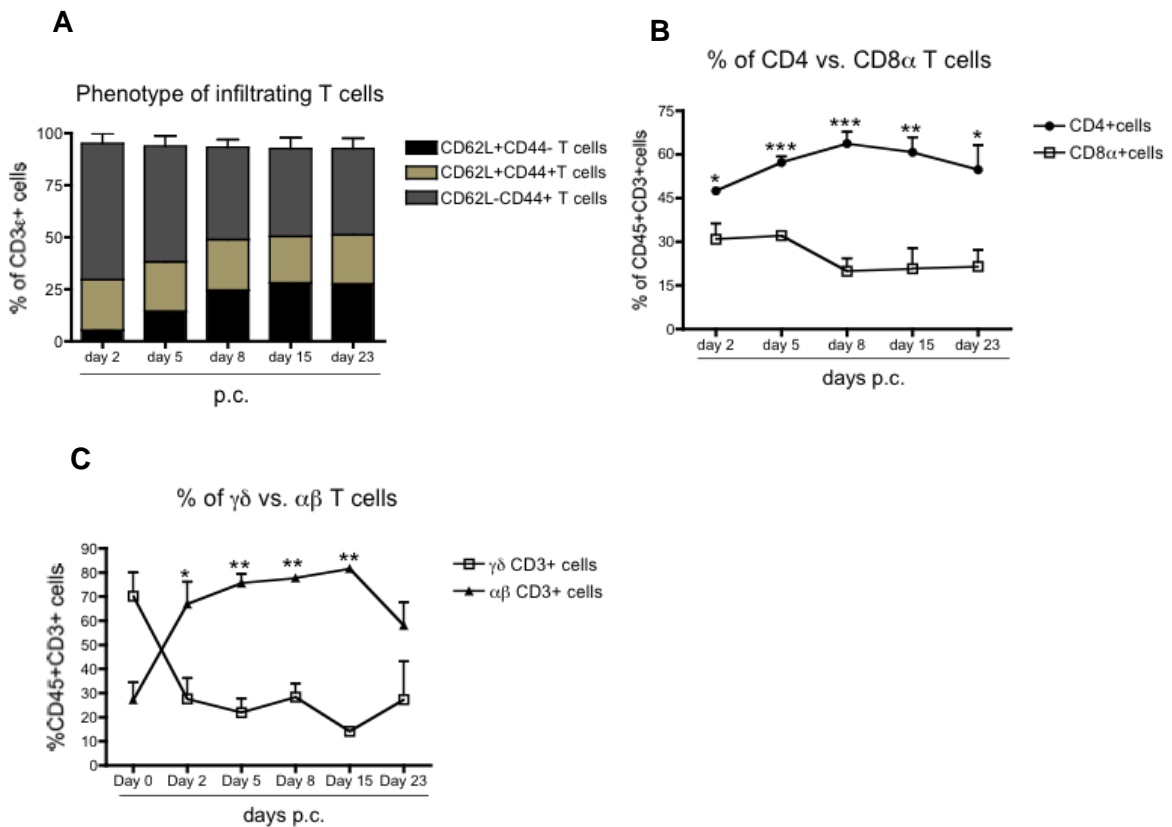 A
Phenotype of infiltrating T cells
% of CD3ε+ cells
100
75
50
25
0
day 2 day 5 day 8 day 15 day 23
p.c.
CD62L+CD44- T cells
CD62L+CD44+T cells
CD62L-CD44+ T cells
B
% of CD4 vs. CD8α T cells
% of CD45+CD3+cells
75
60
45
30
15
0
* *** *** ** *
day 2 day 5 day 8 day 15 day 23
days p.c.
CD4+cells
CD8α+cells
C
% of γδ vs. αβ T cells
%CD45+CD3+ cells
90
80
70
60
50
40
30
20
10
0
* ** ** **
Day 0 Day 2 Day 5 Day 8 Day 15 Day 23
days p.c.
γδ CD3+ cells
αβ CD3+ cells